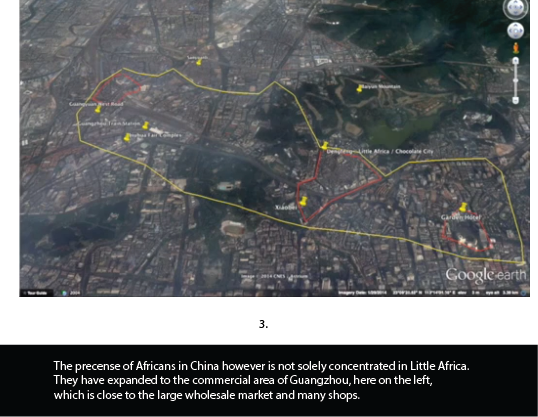 Baiyun Mountain
Guangyuan West Road
Guangzhou Train Station
Dengfeng - Little Africa / Chocolate City
Xiaobei
Garden Hotel
Google earth
3.
The precense of Africans in China however is not solely concentrated in Little Africa.
They have expanded to the commercial area of Guangzhou, here on the left,
which is close to the large wholesale market and many shops.